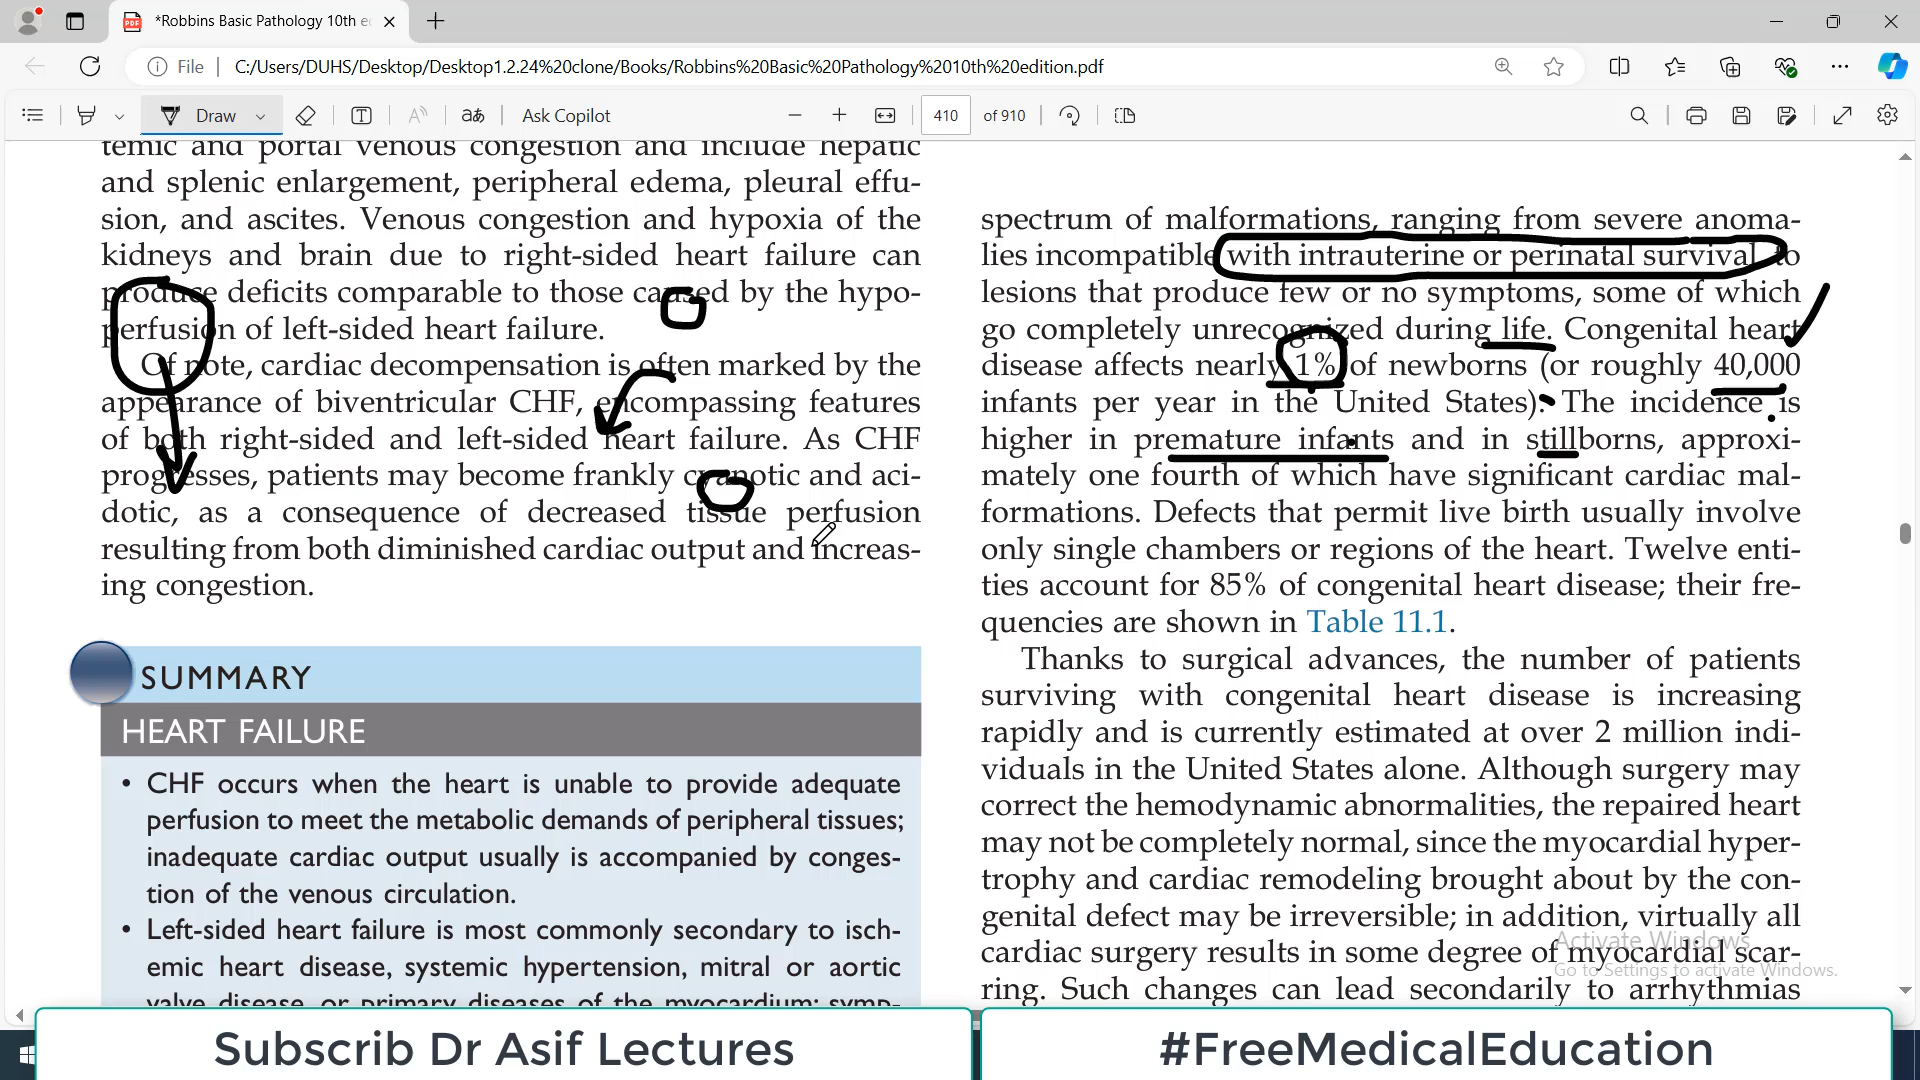 *Robbins Basic Pathology 10th e
File
C:/Users/DUHS/Desktop/Desktop1.2.24%20clone/Books/Robbins%20Basic%20Pathology%2010th%20edition.pdf
Draw
Ask Copilot
410 of 910
temic and portal venous congestion and include hepatic
and splenic enlargement, peripheral edema, pleural effu-
sion, and ascites. Venous congestion and hypoxia of the
kidneys and brain due to right-sided heart failure can
produce deficits comparable to those caused by the hypo-
perfusion of left-sided heart failure.
Of note, cardiac decompensation is often marked by the
appearance of biventricular CHF, encompassing features
of both right-sided and left-sided heart failure. As CHF
progresses, patients may become frankly cyanotic and aci-
dotic, as a consequence of decreased tissue perfusion
resulting from both diminished cardiac output and increas-
ing congestion.
SUMMARY
HEART FAILURE
• CHF occurs when the heart is unable to provide adequate
perfusion to meet the metabolic demands of peripheral tissues;
inadequate cardiac output usually is accompanied by conges-
tion of the venous circulation.
• Left-sided heart failure is most commonly secondary to isch-
emic heart disease, systemic hypertension, mitral or aortic
valve disease, or primary diseases of the myocardium; symp-
spectrum of malformations, ranging from severe anoma-
lies incompatible with intrauterine or perinatal survival to
lesions that produce few or no symptoms, some of which
go completely unrecognized during life. Congenital heart
disease affects nearly 1% of newborns (or roughly 40,000
infants per year in the United States). The incidence is
higher in premature infants and in stillborns, approxi-
mately one fourth of which have significant cardiac mal-
formations. Defects that permit live birth usually involve
only single chambers or regions of the heart. Twelve enti-
ties account for 85% of congenital heart disease; their fre-
quencies are shown in Table 11.1.
Thanks to surgical advances, the number of patients
surviving with congenital heart disease is increasing
rapidly and is currently estimated at over 2 million indi-
viduals in the United States alone. Although surgery may
correct the hemodynamic abnormalities, the repaired heart
may not be completely normal, since the myocardial hyper-
trophy and cardiac remodeling brought about by the con-
genital defect may be irreversible; in addition, virtually all
cardiac surgery results in some degree of myocardial scar-
ring. Such changes can lead secondarily to arrhythmias
Activate Windows
Go to Settings to activate Windows.
Subscrib Dr Asif Lectures
#FreeMedicalEducation